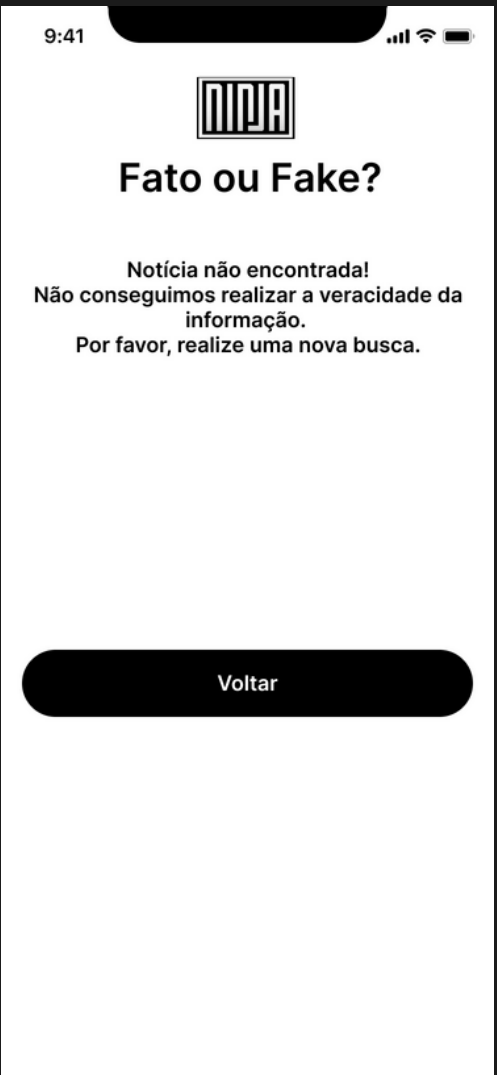 9:41
NINJA
Fato ou Fake?
Notícia não encontrada!
Não conseguimos realizar a veracidade da
informação.
Por favor, realize uma nova busca.
Voltar